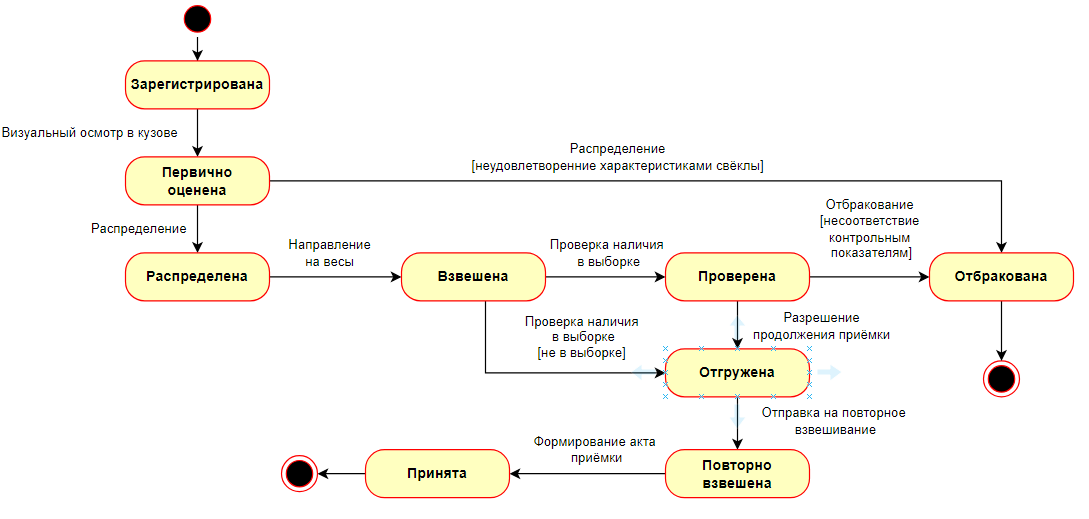 Зарегистрирована
Визуальный осмотр в кузове
Первично
оценена
Распределение
[неудовлетворенние характеристиками свёклы]
Распределение
Распределена
Направление
на весы
Взвешена
Проверка наличия
в выборке
Проверена
Отбракование
[несоответствие
контрольным
показателям]
Отбракована
Проверка наличия
в выборке
[не в выборке]
Разрешение
продолжения приёмки
Отгружена
Отправка на повторное
взвешивание
Повторно
взвешена
Формирование акта
приёмки
Принята